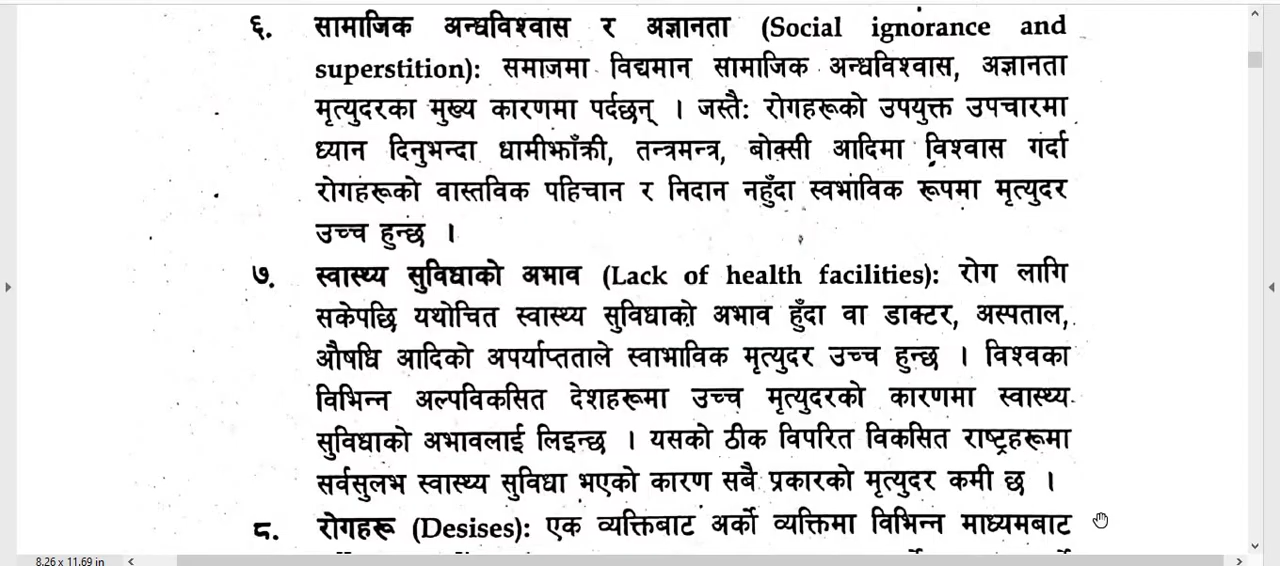 ६. सामाजिक अन्धविश्वास र अज्ञानता (Social ignorance and
superstition): समाजमा विद्यमान सामाजिक अन्धविश्वास, अज्ञानता
मृत्युदरका मुख्य कारणमा पर्दछन् । जस्तै: रोगहरूको उपयुक्त उपचारमा
ध्यान दिनुभन्दा धामीझाँक्री, तन्त्रमन्त्र, बोक्सी आदिमा विश्वास गर्दा
रोगहरूको वास्तविक पहिचान र निदान नहुँदा स्वभाविक रूपमा मृत्युदर
उच्च हुन्छ ।
७. स्वास्थ्य सुविधाको अभाव (Lack of health facilities): रोग लागि
सकेपछि यथोचित स्वास्थ्य सुविधाको अभाव हुँदा वा डाक्टर, अस्पताल,
औषधि आदिको अपर्याप्तताले स्वाभाविक मृत्युदर उच्च हुन्छ । विश्वका
विभिन्न अल्पविकसित देशहरूमा उच्च मृत्युदरको कारणमा स्वास्थ्य
सुविधाको अभावलाई लिइन्छ । यसको ठीक विपरित विकसित राष्ट्रहरूमा
सर्वसुलभ स्वास्थ्य सुविधा भएको कारण सबै प्रकारको मृत्युदर कमी छ ।
८. रोगहरू (Desises): एक व्यक्तिबाट अर्को व्यक्तिमा विभिन्न माध्यमबाट
8.26 x 11.69 in